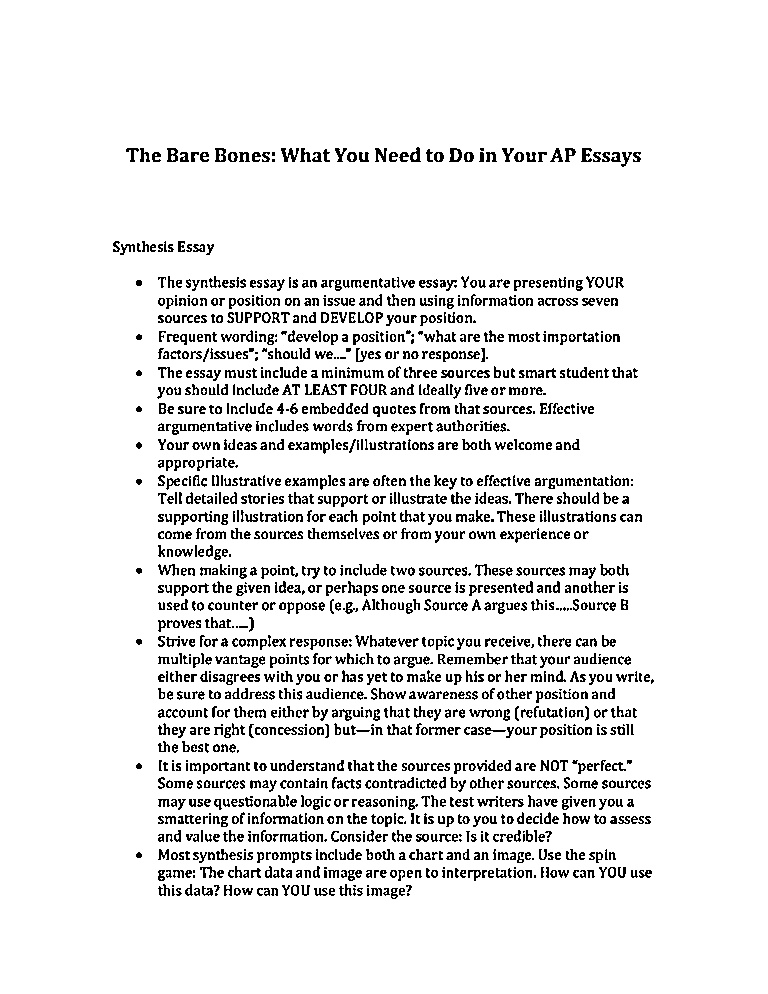 The Bare Bones: What You Need to Do in Your AP Essays
Synthesis Essay
• The synthesis essay is an argumentative essay: You are presenting YOUR
opinion or position on an issue and then using information across seven
sources to SUPPORT and DEVELOP your position.
• Frequent wording: "develop a position"; "what are the most importation
factors/issues"; "should we...." [yes or no response].
• The essay must include a minimum of three sources but smart student that
you should include AT LEAST FOUR and ideally five or more.
• Be sure to include 4-6 embedded quotes from that sources. Effective
argumentative includes words from expert authorities.
• Your own ideas and examples/illustrations are both welcome and
appropriate.
• Specific illustrative examples are often the key to effective argumentation:
Tell detailed stories that support or illustrate the ideas. There should be a
supporting illustration for each point that you make. These illustrations can
come from the sources themselves or from your own experience or
knowledge.
• When making a point, try to include two sources. These sources may both
support the given idea, or perhaps one source is presented and another is
used to counter or oppose (e.g., Although Source A argues this.....Source B
proves that.....)
• Strive for a complex response: Whatever topic you receive, there can be
multiple vantage points for which to argue. Remember that your audience
either disagrees with you or has yet to make up his or her mind. As you write,
be sure to address this audience. Show awareness of other position and
account for them either by arguing that they are wrong (refutation) or that
they are right (concession) but—in that former case—your position is still
the best one.
• It is important to understand that the sources provided are NOT "perfect."
Some sources may contain facts contradicted by other sources. Some sources
may use questionable logic or reasoning. The test writers have given you a
smattering of information on the topic. It is up to you to decide how to assess
and value the information. Consider the source: Is it credible?
• Most synthesis prompts include both a chart and an image. Use the spin
game: The chart data and image are open to interpretation. How can YOU use
this data? How can YOU use this image?